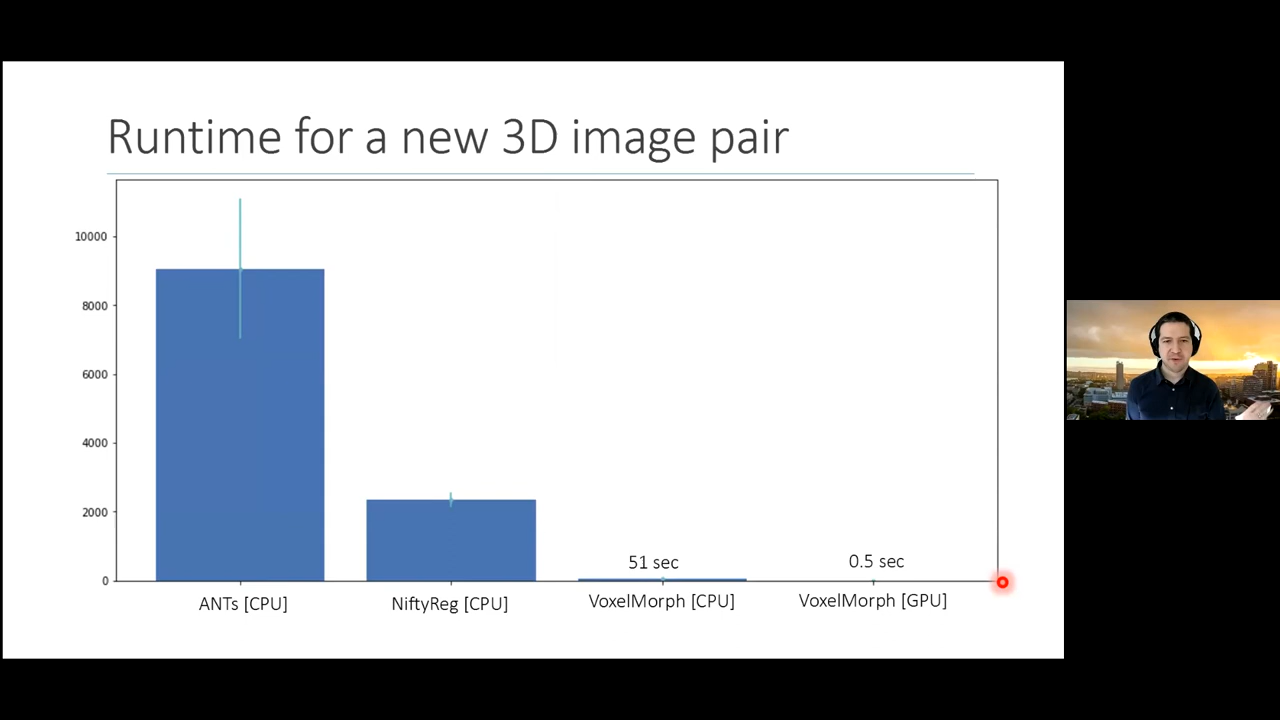 Runtime for a new 3D image pair
10000
8000
6000
4000
2000
0
51 sec
0.5 sec
ANTs [CPU]
NiftyReg [CPU]
VoxelMorph [CPU]
VoxelMorph [GPU]